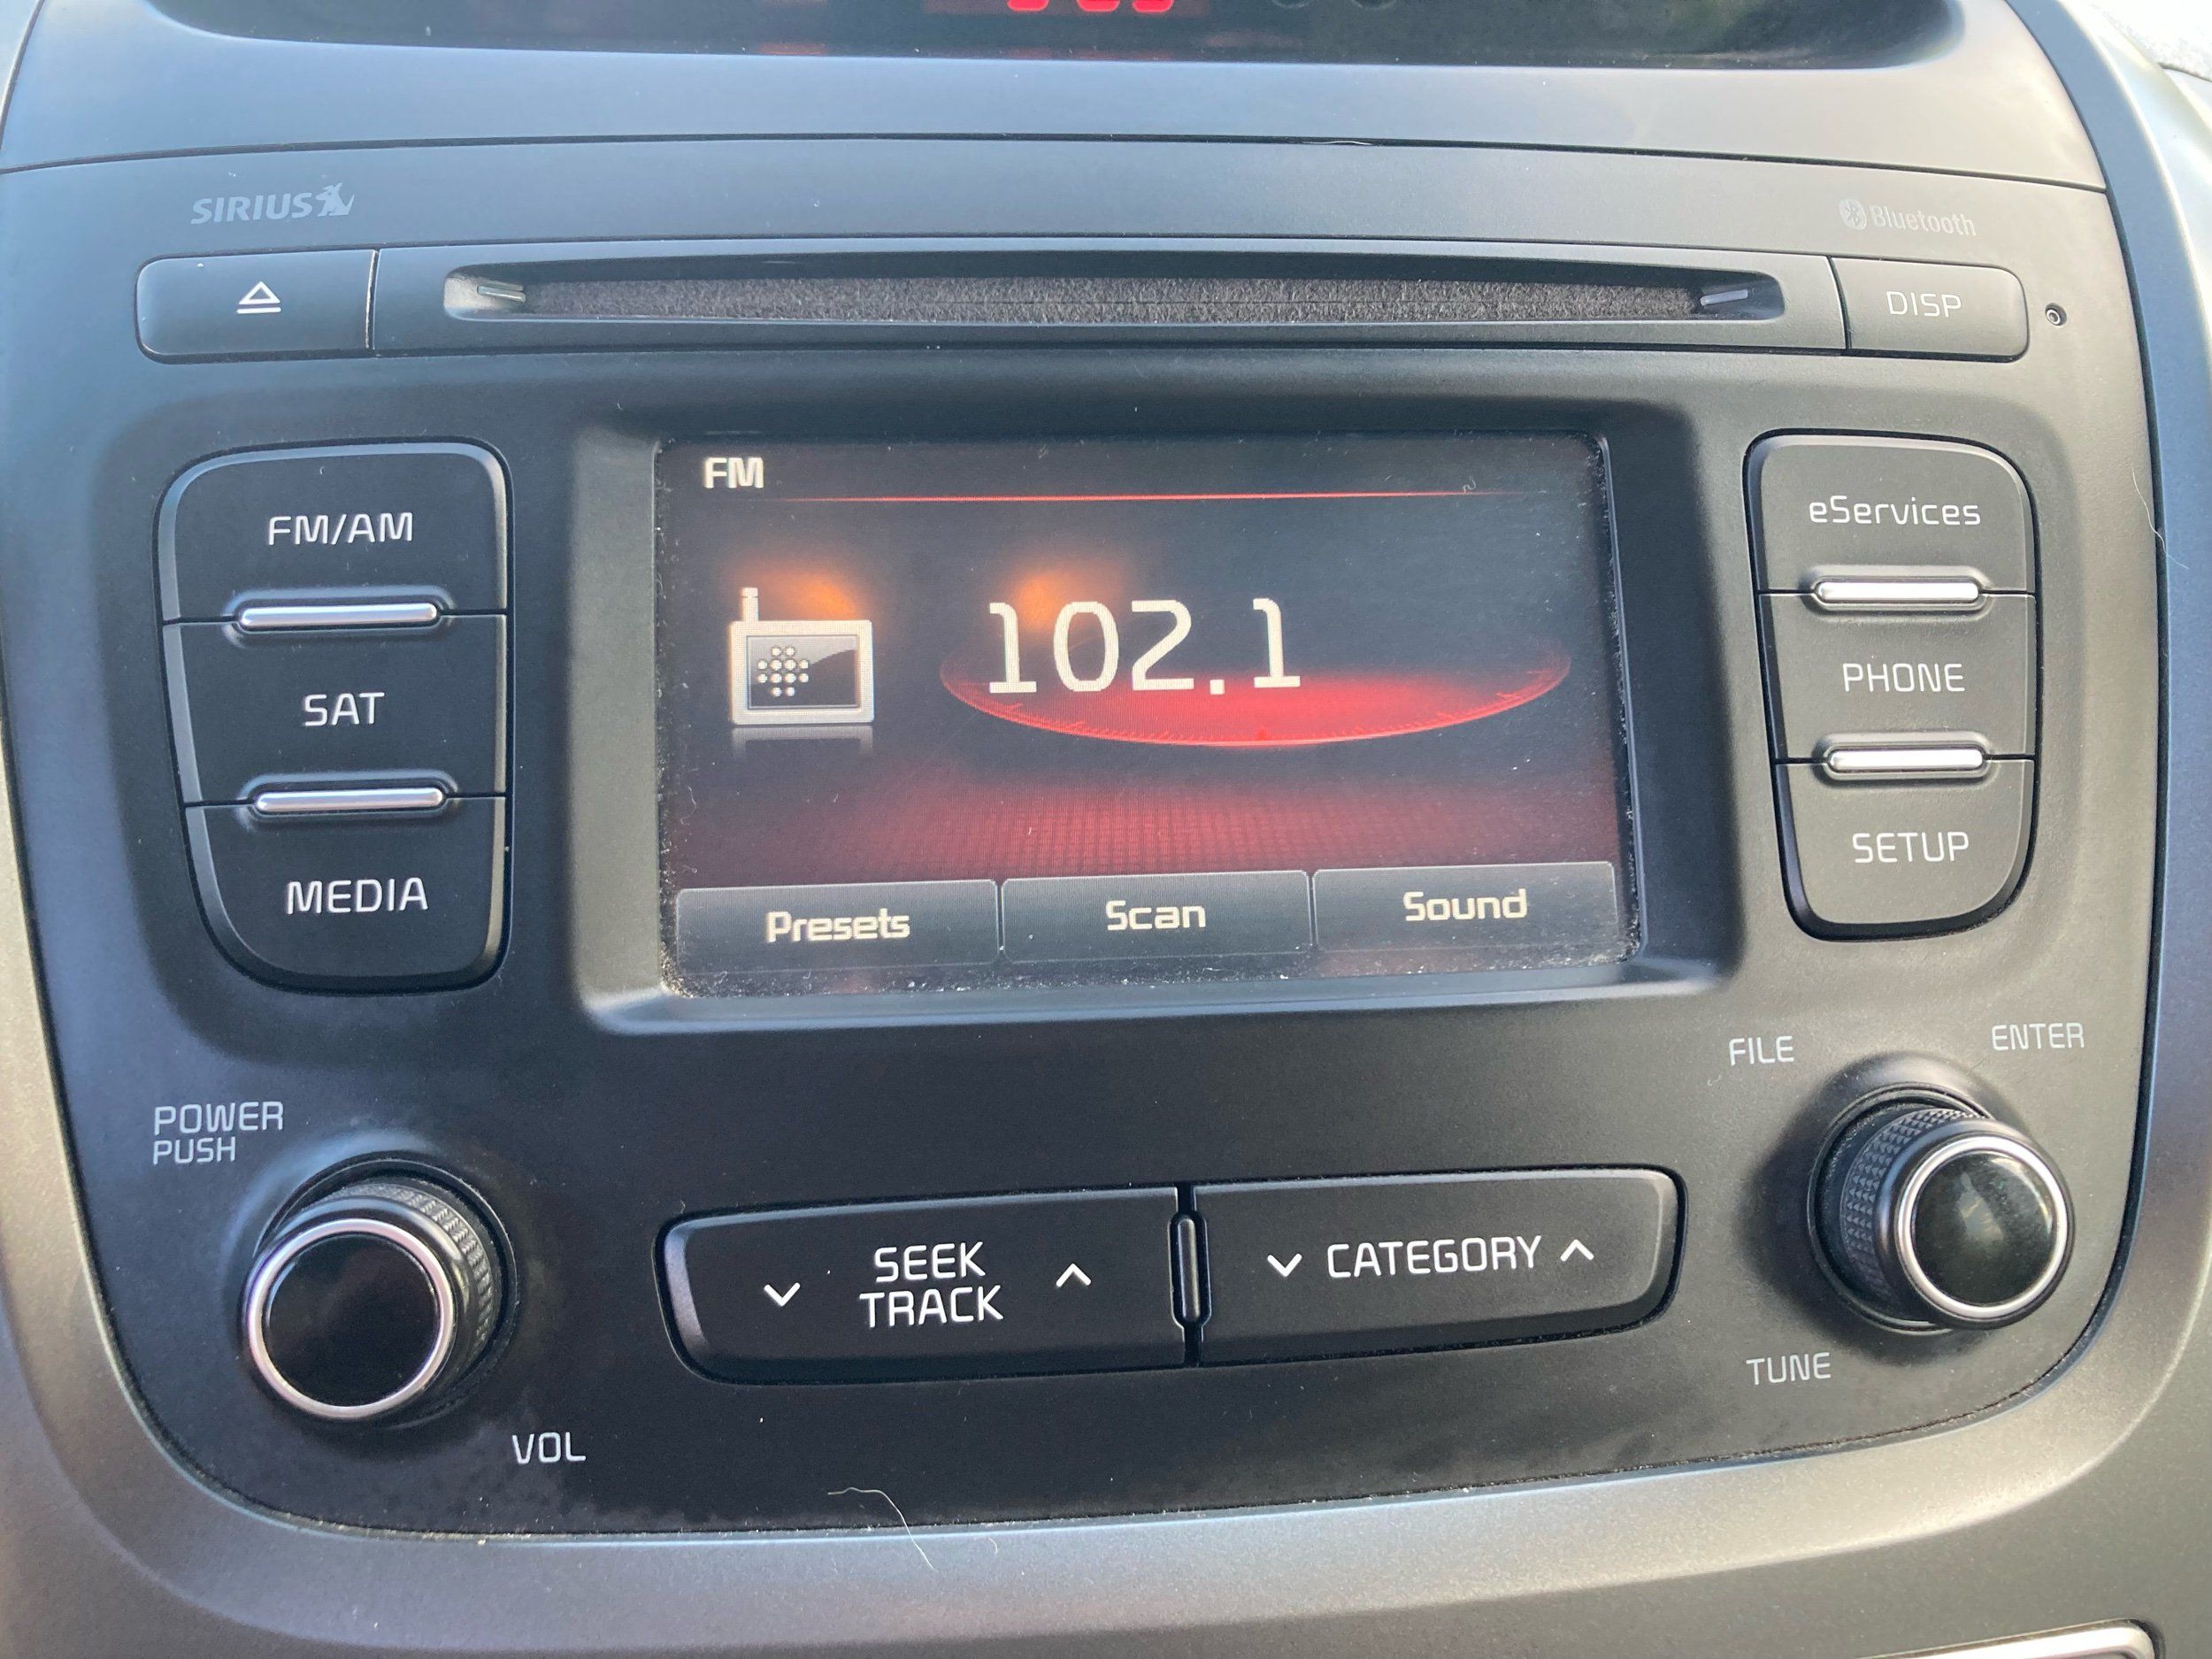 SIRIUS
Bluetooth
DISP
FM/AM
SAT
MEDIA
FM
102.1
Presets
Scan
Sound
eServices
PHONE
SETUP
POWER
PUSH
VOL
SEEK
TRACK
CATEGORY
FILE
ENTER
TUNE